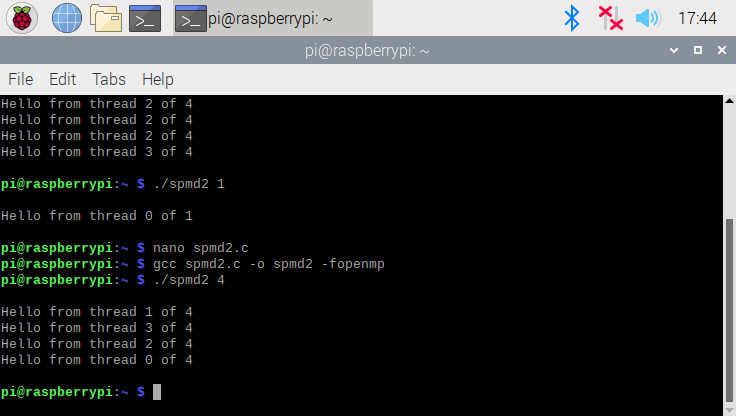 pi@raspberrypi: ~
17:44
pi@raspberrypi: ~
File Edit Tabs Help
Hello from thread 2 of 4
Hello from thread 2 of 4
Hello from thread 2 of 4
Hello from thread 3 of 4
pi@raspberrypi:~ $ ./spmd2 1
Hello from thread 0 of 1
pi@raspberrypi:~ $ nano spmd2.c
pi@raspberrypi:~ $ gcc spmd2.c -o spmd2 -fopenmp
pi@raspberrypi:~ $ ./spmd2 4
Hello from thread 1 of 4
Hello from thread 3 of 4
Hello from thread 2 of 4
Hello from thread 0 of 4
pi@raspberrypi:~ $